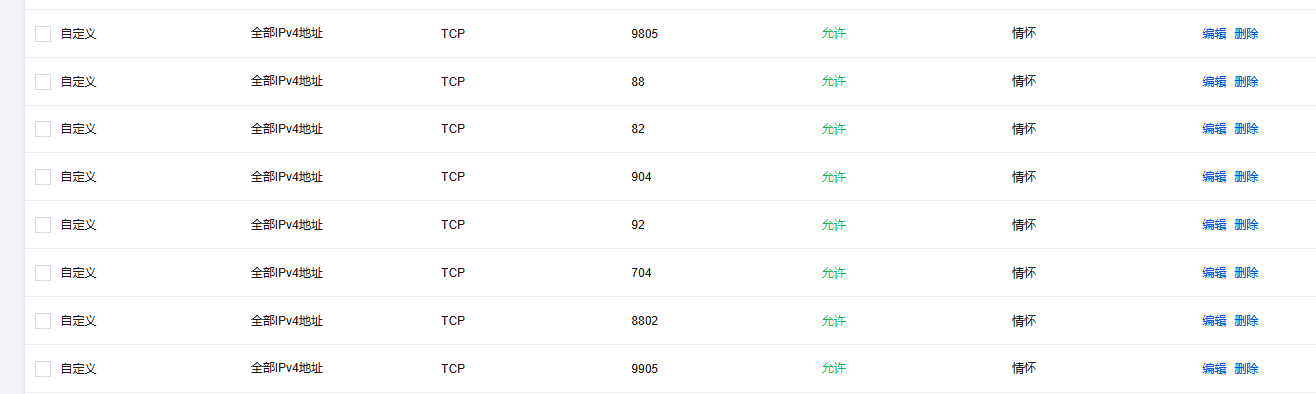 自定义 全部IPv4地址 TCP 9805 允许 情怀 编辑 删除
自定义 全部IPv4地址 TCP 88 允许 情怀 编辑 删除
自定义 全部IPv4地址 TCP 82 允许 情怀 编辑 删除
自定义 全部IPv4地址 TCP 904 允许 情怀 编辑 删除
自定义 全部IPv4地址 TCP 92 允许 情怀 编辑 删除
自定义 全部IPv4地址 TCP 704 允许 情怀 编辑 删除
自定义 全部IPv4地址 TCP 8802 允许 情怀 编辑 删除
自定义 全部IPv4地址 TCP 9905 允许 情怀 编辑 删除